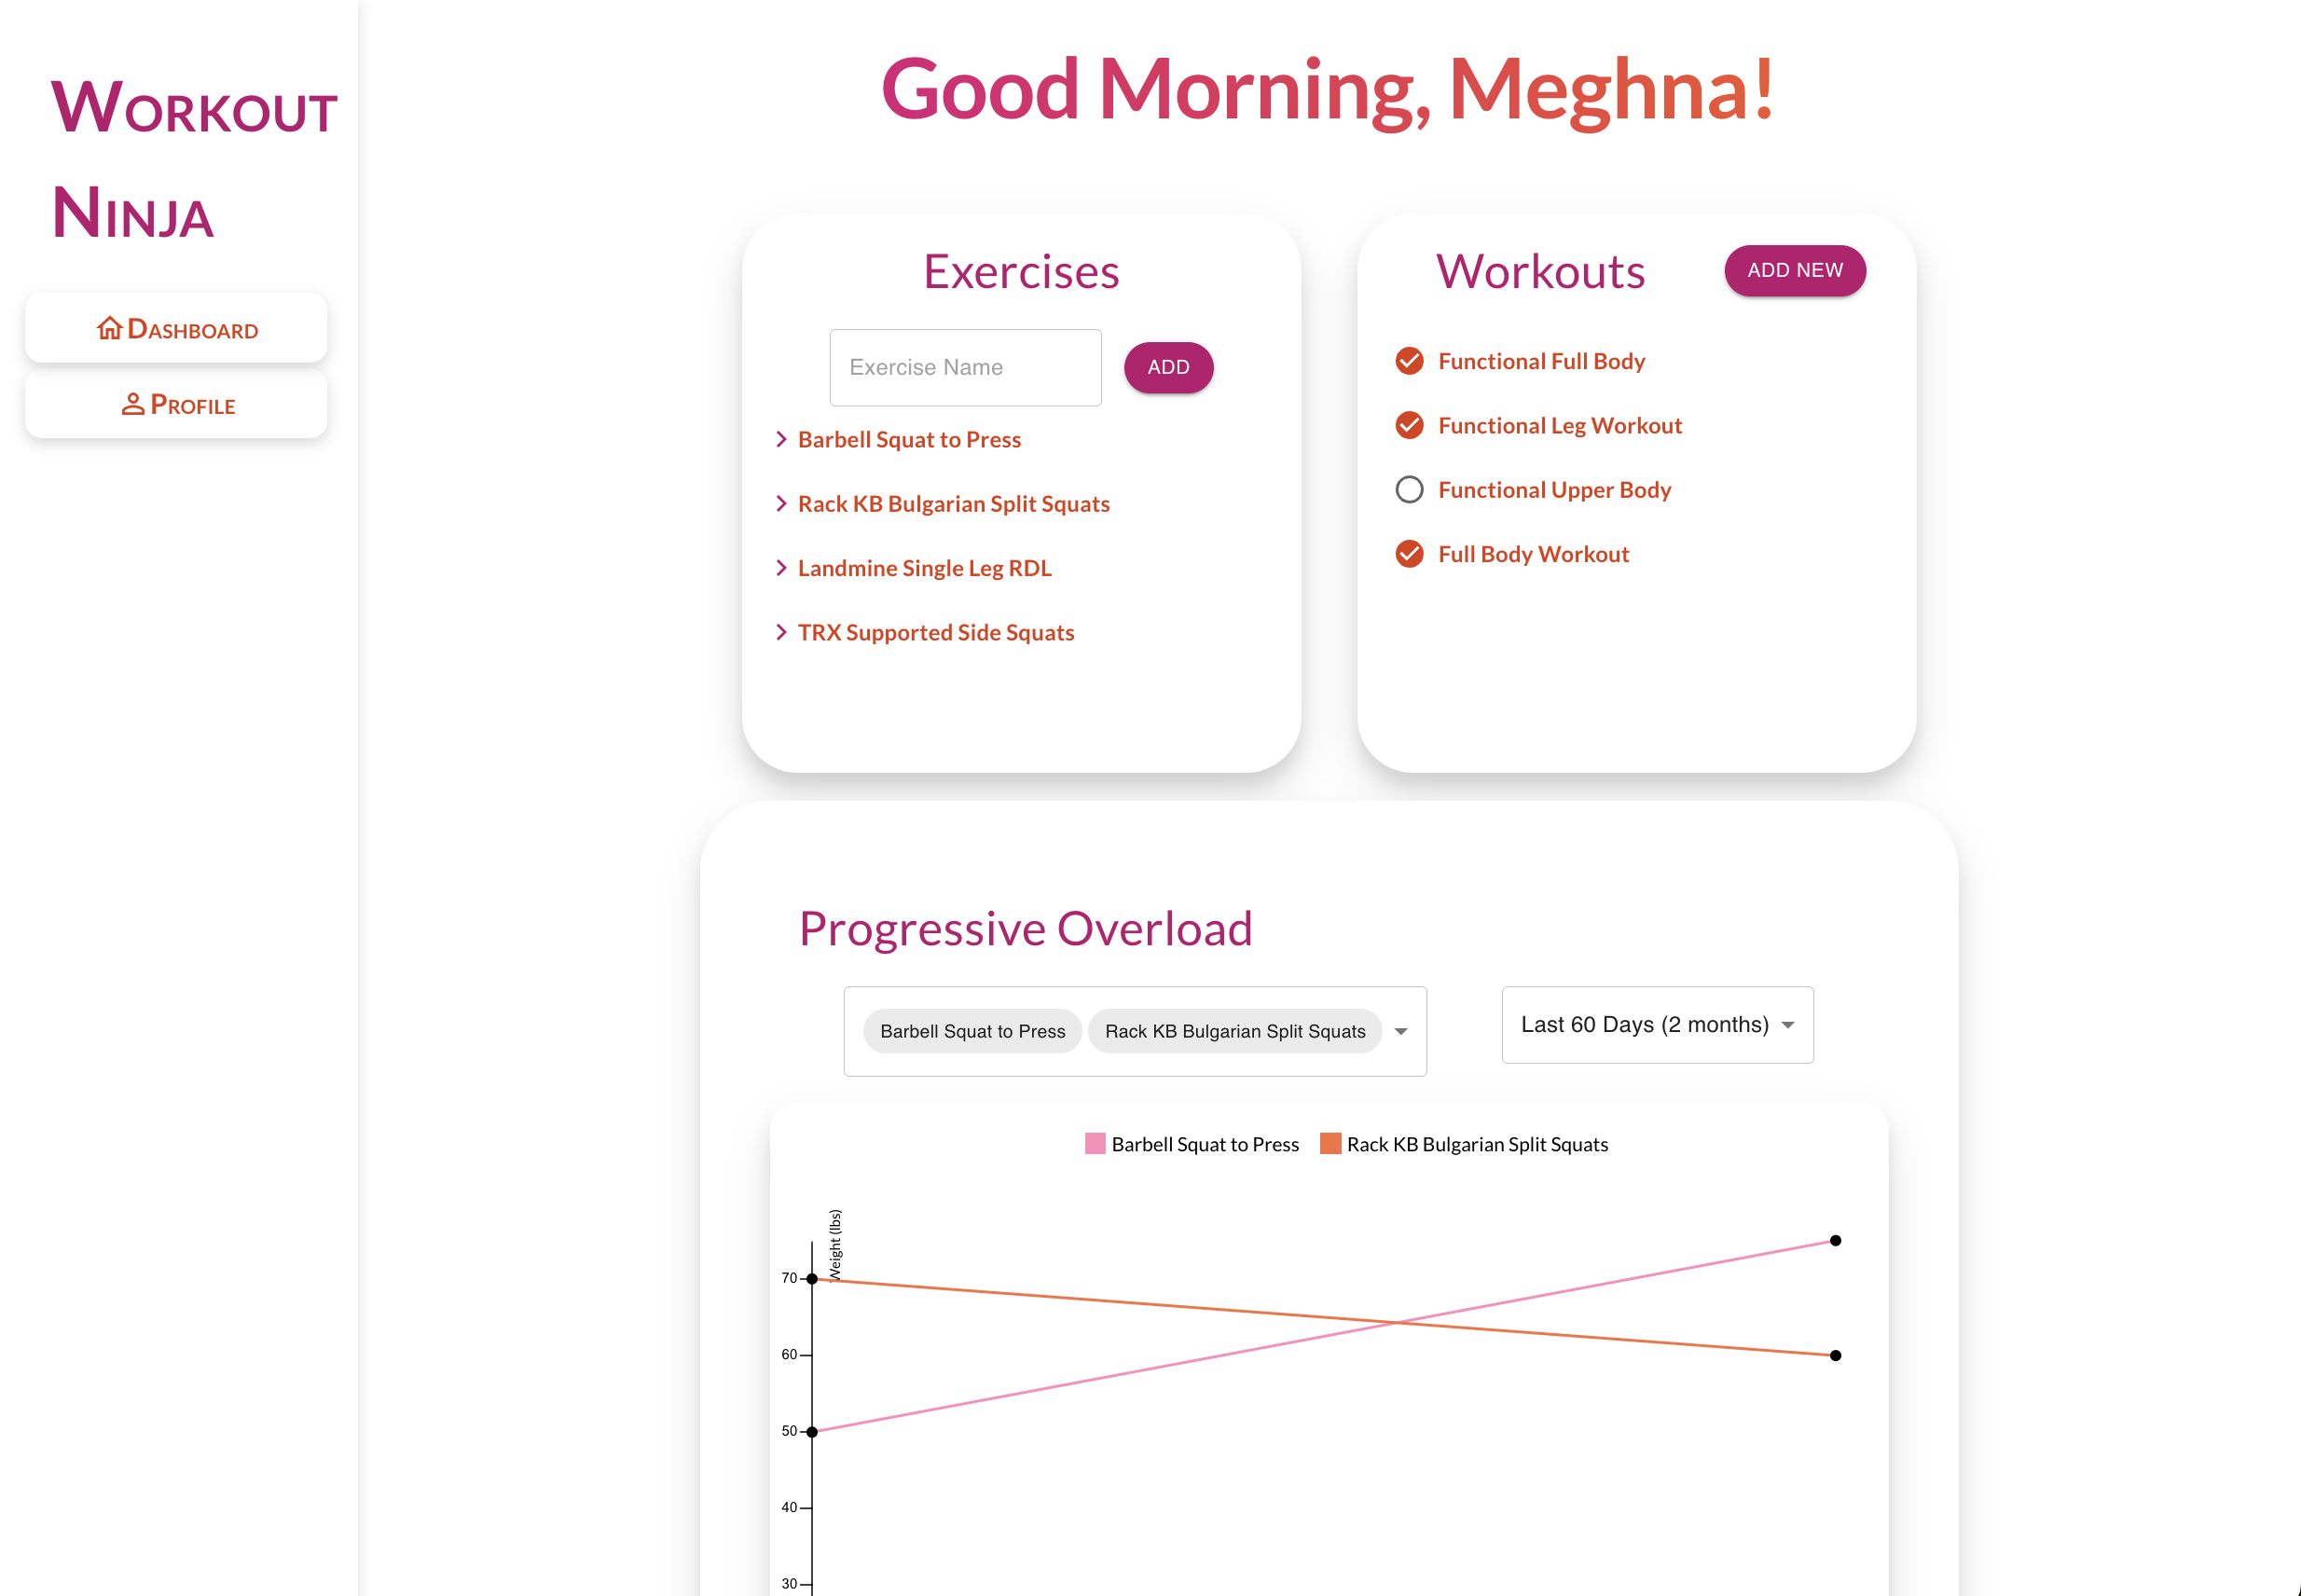 Workout
Ninja
Dashboard
Profile
Good Morning, Meghna!
Exercises
Exercise Name
ADD
Barbell Squat to Press
Rack KB Bulgarian Split Squats
Landmine Single Leg RDL
TRX Supported Side Squats
Workouts
ADD NEW
Functional Full Body
Functional Leg Workout
Functional Upper Body
Full Body Workout
Progressive Overload
Barbell Squat to Press
Rack KB Bulgarian Split Squats
Last 60 Days (2 months)
Barbell Squat to Press
Rack KB Bulgarian Split Squats
Weight (lbs)
70
60
50
40
30